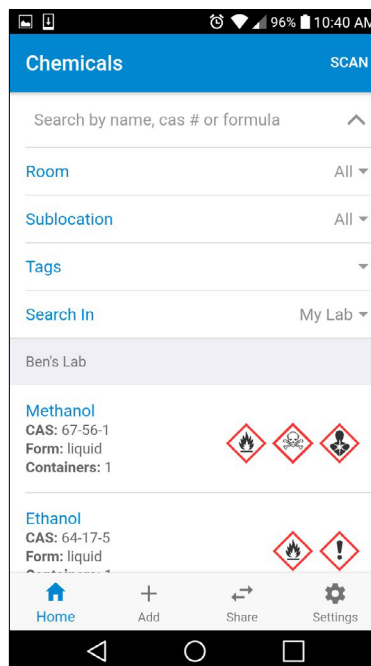 96% 10:40 AM
Chemicals SCAN
Search by name, cas # or formula
Room All
Sublocation All
Tags
Search In My Lab
Ben's Lab
Methanol
CAS: 67-56-1
Form: liquid
Containers: 1
Ethanol
CAS: 64-17-5
Form: liquid
Containers: 1
Home Add Share Settings